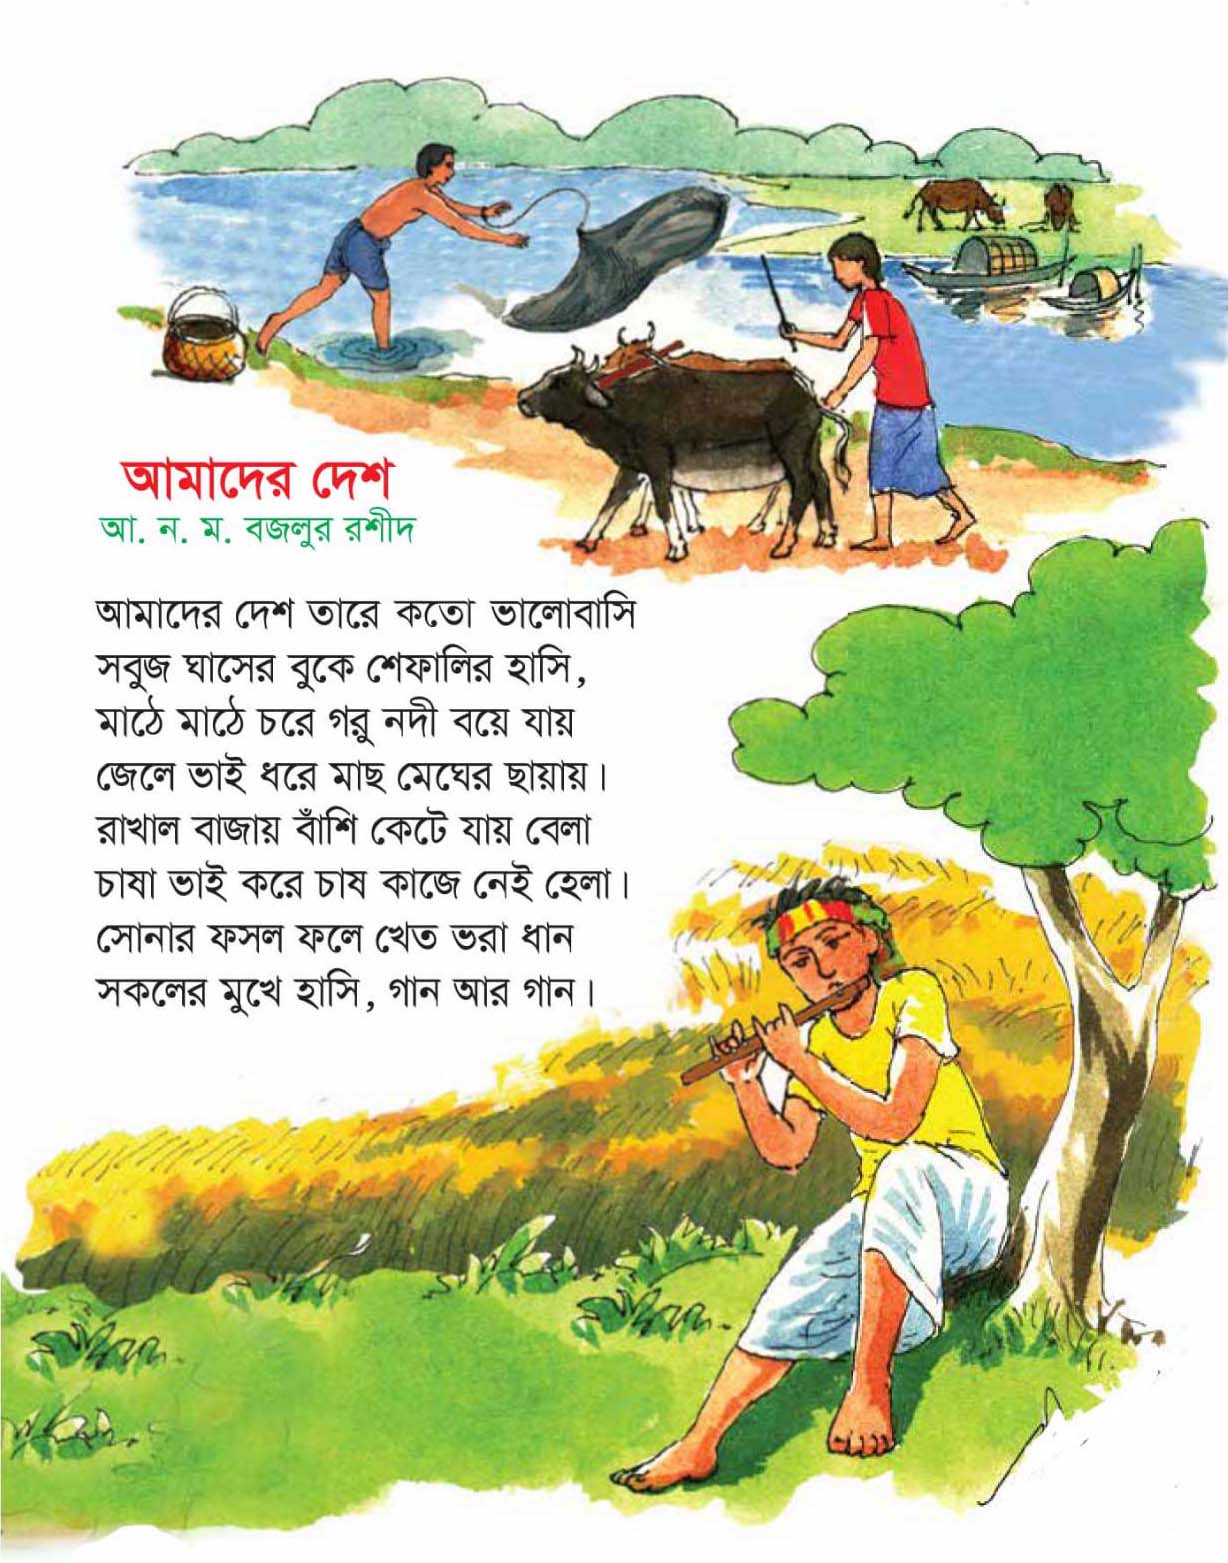 আমাদের দেশ
আ. ন. ম. বজলুর রশীদ
আমাদের দেশ তারে কতো ভালোবাসি
সবুজ ঘাসের বুকে শেফালির হাসি,
মাঠে মাঠে চরে গরু নদী বয়ে যায়
জেলে ভাই ধরে মাছ মেঘের ছায়ায়।
রাখাল বাজায় বাঁশি কেটে যায় বেলা
চাষা ভাই করে চাষ কাজে নেই হেলা।
সোনার ফসল ফলে খেত ভরা ধান
সকলের মুখে হাসি, গান আর গান।